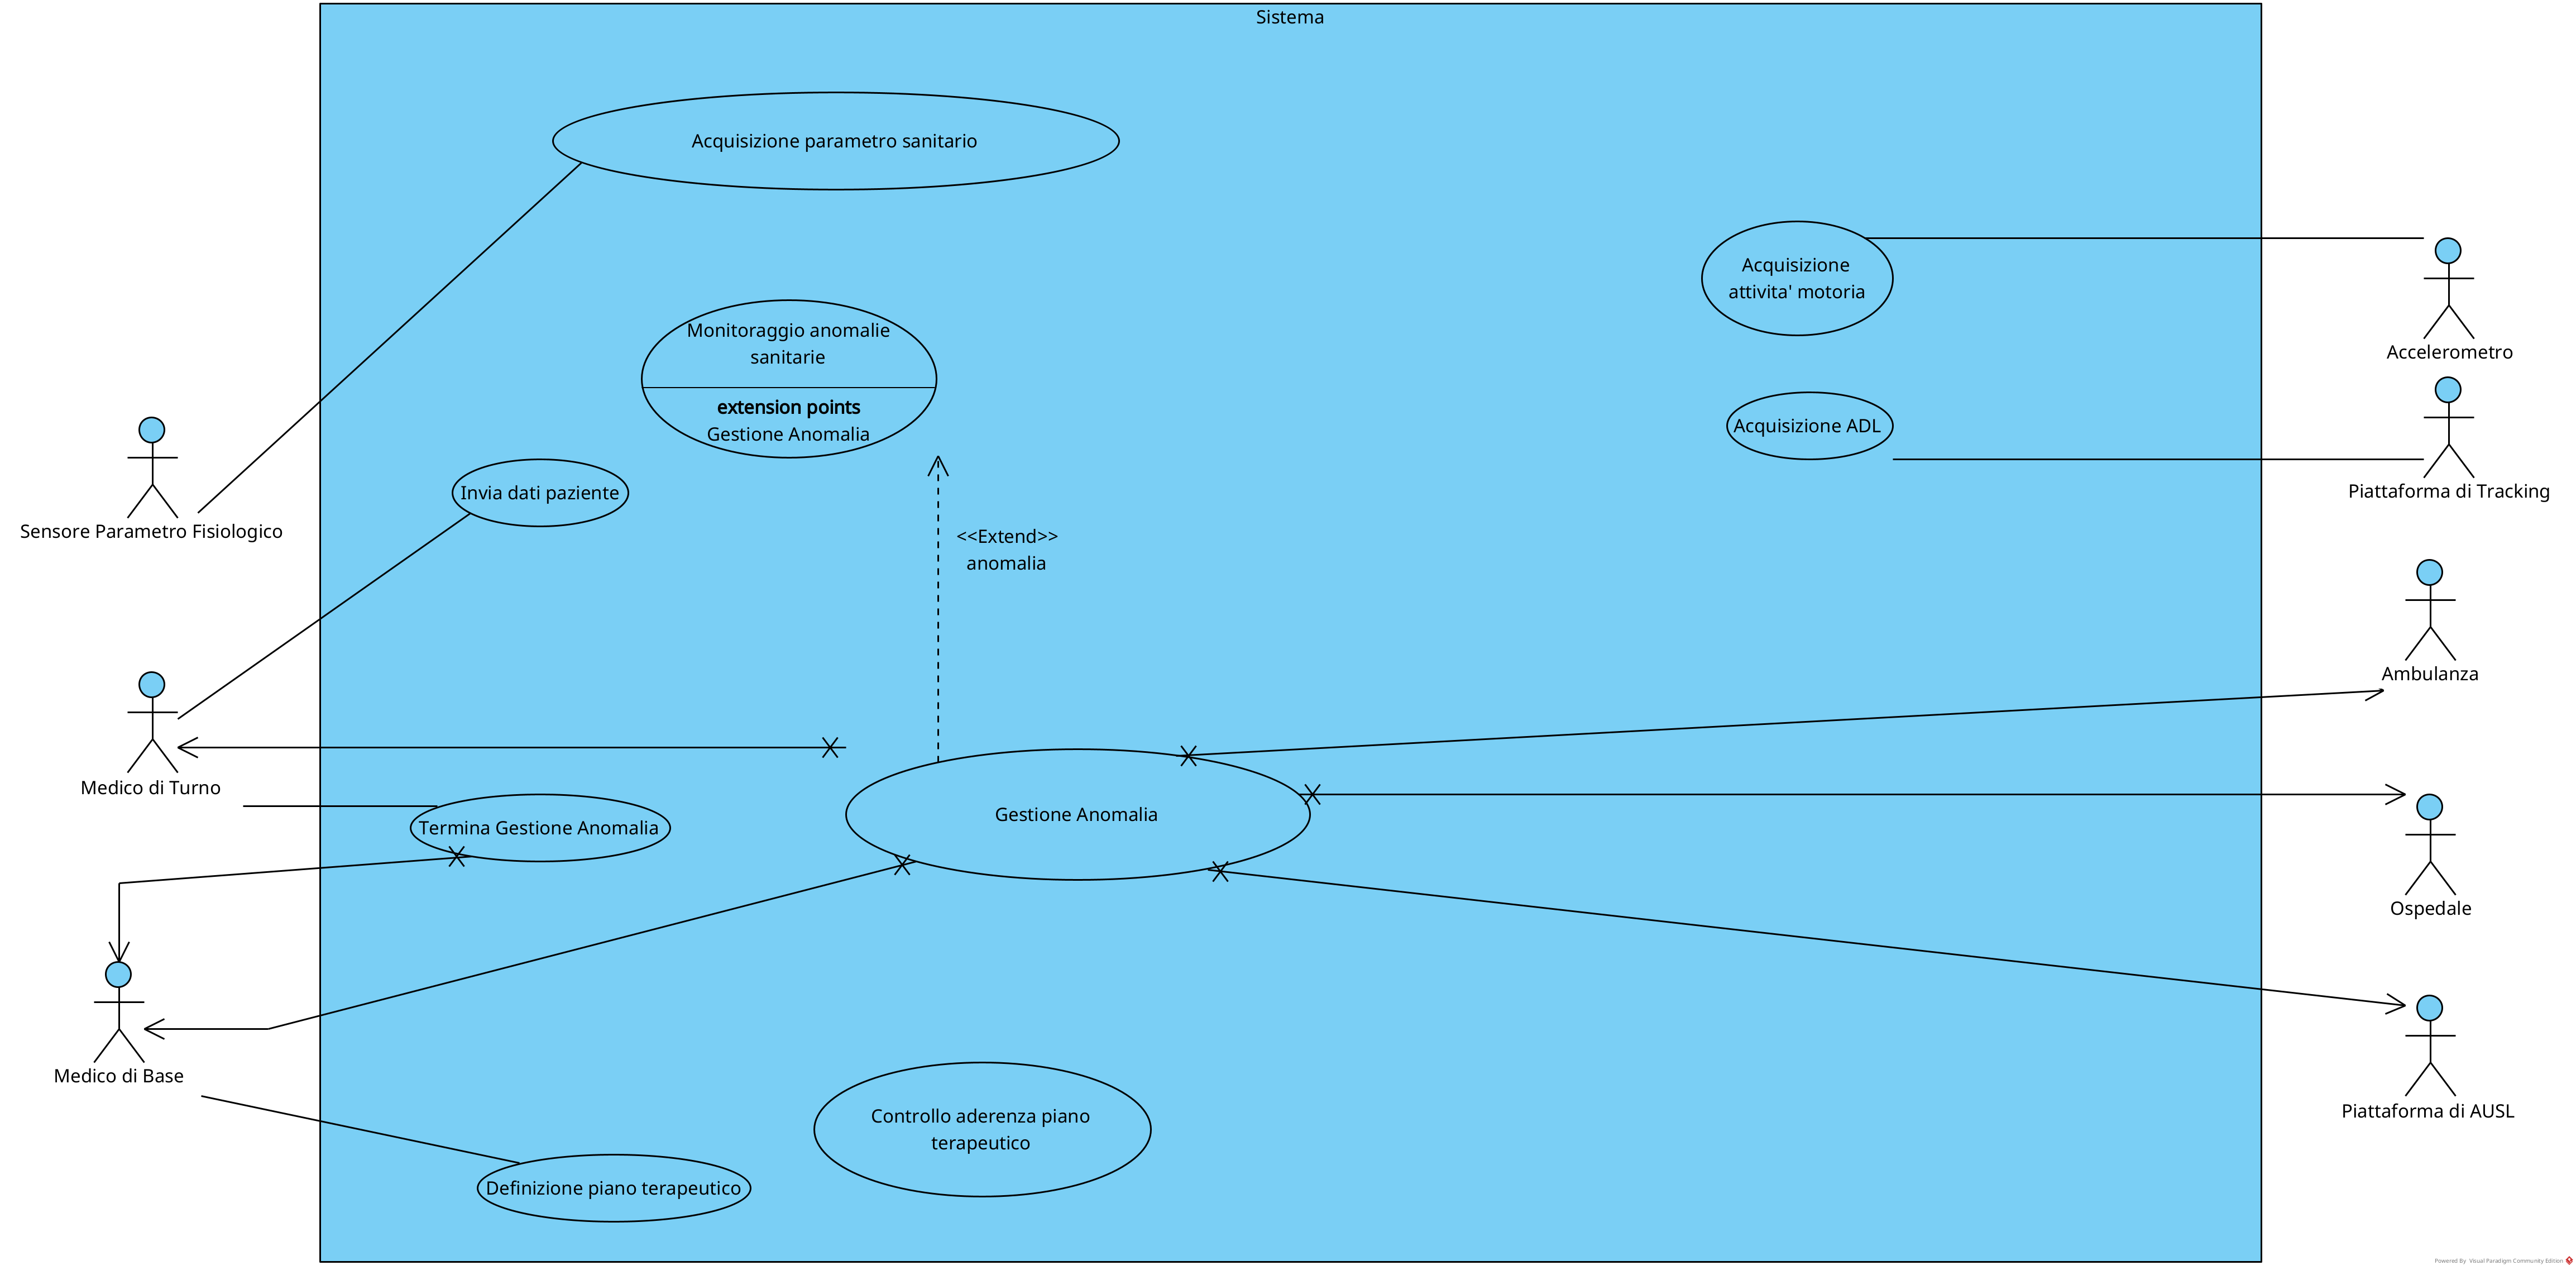 Sistema
Acquisizione parametro sanitario
Acquisizione
attivita' motoria
Accelerometro
Monitoraggio anomalie
sanitarie
extension points
Gestione Anomalia
Acquisizione ADL
Piattaforma di Tracking
Invia dati paziente
Sensore Parametro Fisiologico
<<Extend>>
anomalia
Ambulanza
Medico di Turno
Termina Gestione Anomalia
Gestione Anomalia
Ospedale
Medico di Base
Controllo aderenza piano
terapeutico
Piattaforma di AUSL
Definizione piano terapeutico
Powered By Visual Paradigm Community Edition